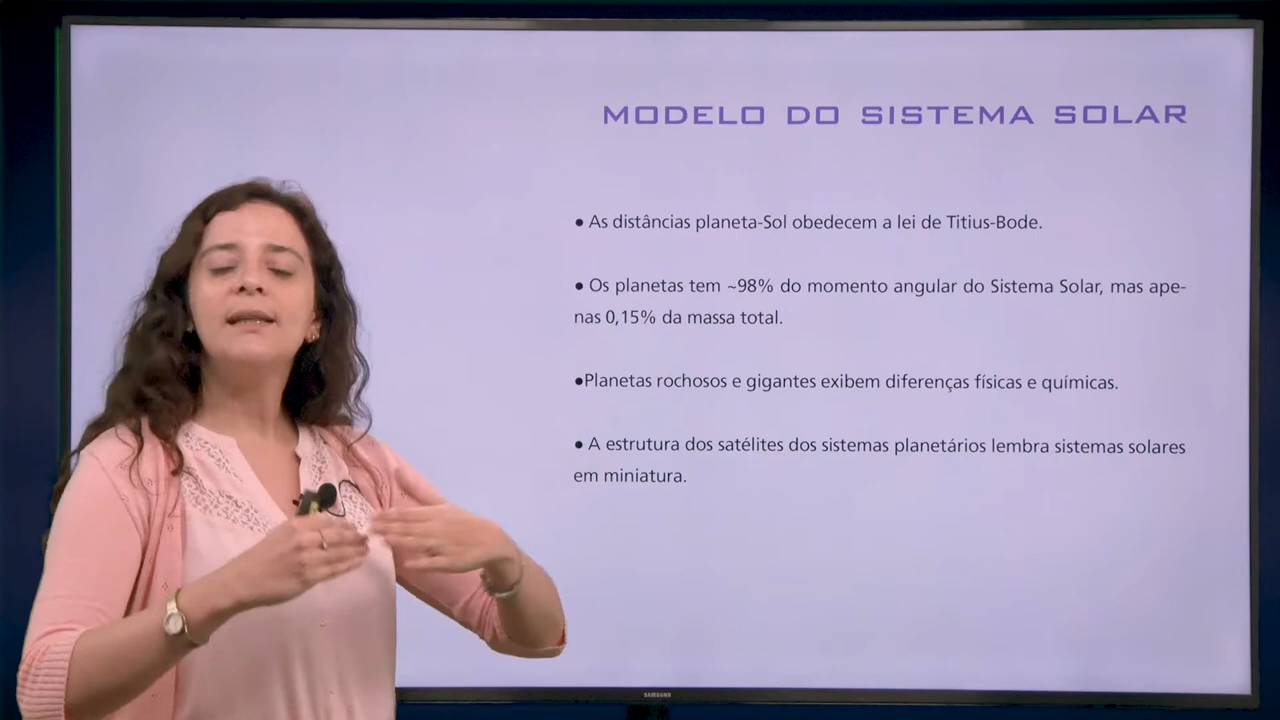 MODELO DO SISTEMA SOLAR
● As distâncias planeta-Sol obedecem a lei de Titius-Bode.
● Os planetas tem ~98% do momento angular do Sistema Solar, mas ape-
nas 0,15% da massa total.
●Planetas rochosos e gigantes exibem diferenças físicas e químicas.
● A estrutura dos satélites dos sistemas planetários lembra sistemas solares
em miniatura.
SAMSUNG